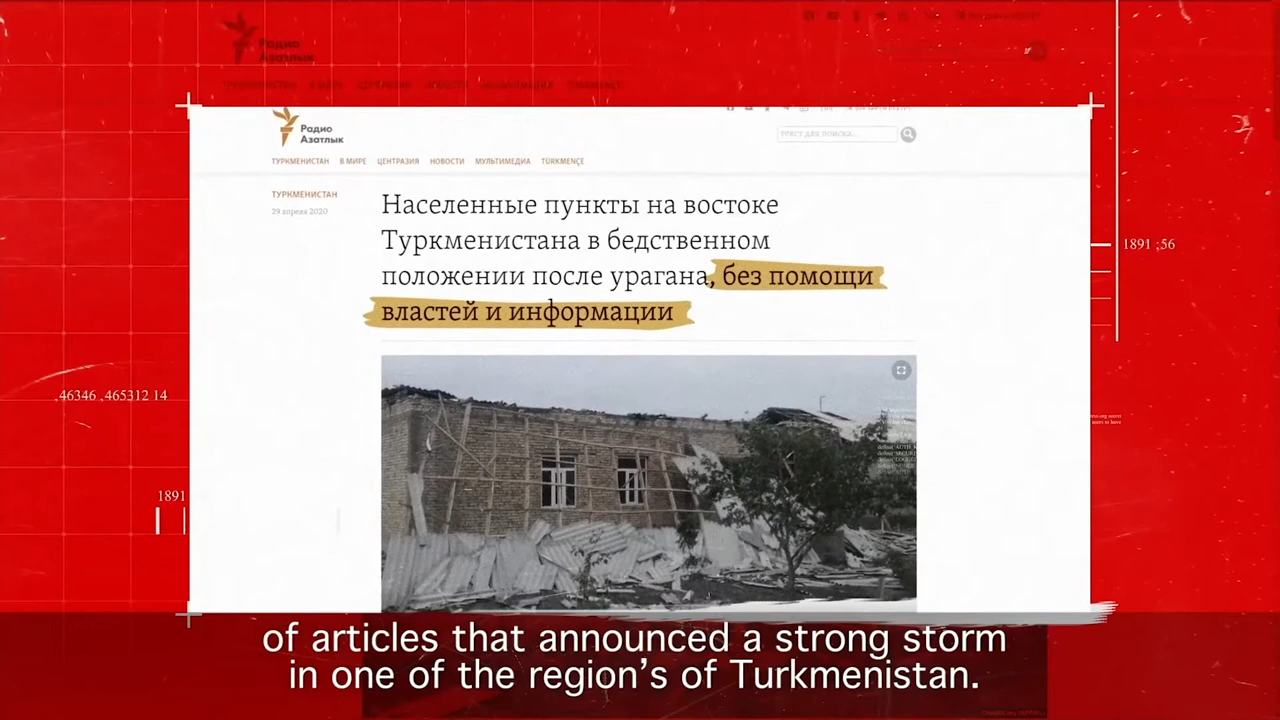 Радио
Азатлык
Радио
Азатлык
ТУРКМЕНИСТАН В МИРЕ ЦЕНТРАЗИЯ НОВОСТИ МУЛЬТИМЕДИА TÜRKMENÇE
ТУРКМЕНИСТАН
29 апреля 2020
Населенные пункты на востоке
Туркменистана в бедственном
положении после урагана, без помощи
властей и информации
1891 ;56
,46346 ,465312 14
1891
of articles that announced a strong storm
in one of the region's of Turkmenistan.